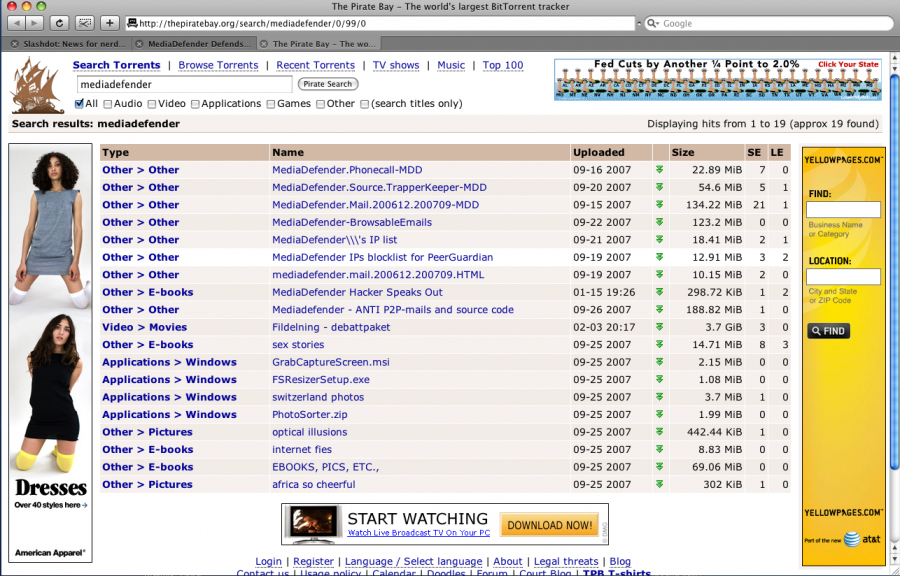 The Pirate Bay – The world's largest BitTorrent tracker
http://thepiratebay.org/search/mediadefender/0/99/0
Google
Slashdot: News for nerd...
MediaDefender Defends...
The Pirate Bay – The wo...
Search Torrents | Browse Torrents | Recent Torrents | TV shows | Music | Top 100
mediadefender
Pirate Search
All Audio Video Applications Games Other (search titles only)
Fed Cuts by Another ¼ Point to 2.0% Click Your State
Search results: mediadefender
Displaying hits from 1 to 19 (approx 19 found)
Type Name Uploaded Size SE LE
Other > Other MediaDefender.Phonecall-MDD 09-16 2007 22.89 MiB 7 0
Other > Other MediaDefender.Source.TrapperKeeper-MDD 09-20 2007 54.6 MiB 5 1
Other > Other MediaDefender.Mail.200612.200709-MDD 09-15 2007 134.22 MiB 21 1
Other > Other MediaDefender-BrowsableEmails 09-22 2007 123.2 MiB 0 0
Other > Other MediaDefender\\\'s IP list 09-21 2007 18.41 MiB 2 1
Other > Other MediaDefender IPs blocklist for PeerGuardian 09-19 2007 12.91 MiB 3 2
Other > Other mediadefender.mail.200612.200709.HTML 09-19 2007 10.15 MiB 2 0
Other > E-books MediaDefender Hacker Speaks Out 01-15 19:26 298.72 KiB 1 2
Other > Other Mediadefender - ANTI P2P-mails and source code 09-26 2007 188.82 MiB 1 0
Video > Movies Fildelning - debattpaket 02-03 20:17 3.7 GiB 3 0
Other > E-books sex stories 09-25 2007 14.71 MiB 8 3
Applications > Windows GrabCaptureScreen.msi 09-25 2007 2.15 MiB 0 0
Applications > Windows FSResizerSetup.exe 09-25 2007 1.08 MiB 0 0
Applications > Windows switzerland photos 09-25 2007 3.7 MiB 1 0
Applications > Windows PhotoSorter.zip 09-25 2007 1.99 MiB 0 0
Other > Pictures optical illusions 09-25 2007 442.44 KiB 1 0
Other > E-books internet fies 09-25 2007 8.83 MiB 0 0
Other > E-books EBOOKS, PICS, ETC., 09-25 2007 69.06 MiB 0 0
Other > Pictures africa so cheerful 09-25 2007 302 KiB 1 0
Dresses
Over 40 styles here →
American Apparel®
YELLOWPAGES.COM
FIND:
Business Name
or Category
LOCATION:
City and State
or ZIP Code
FIND
YELLOWPAGES.COM
Part of the new at&t
START WATCHING
Watch Live Broadcast TV On Your PC
DOWNLOAD NOW!
Login | Register | Language / Select language | About | Legal threats | Blog
Contact us | Usage policy | Calendar | Doodles | Forum | Court Blog | TPB T-shirts